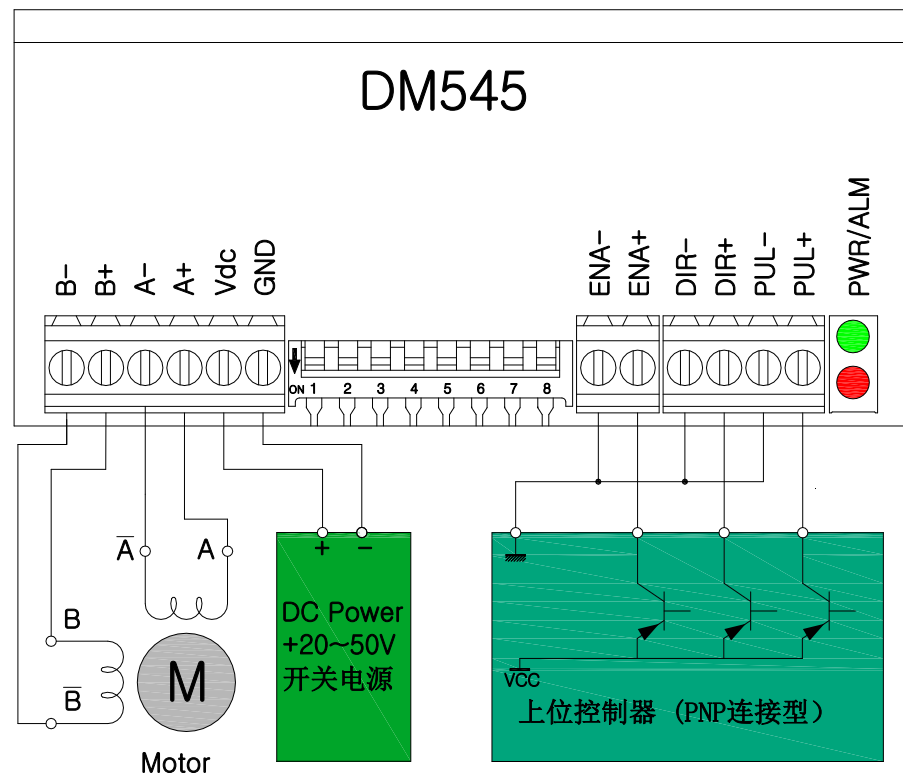 DM545
B-
B+
A-
A+
Vdc
GND
ENA-
ENA+
DIR-
DIR+
PUL-
PUL+
PWR/ALM
ON 1 2 3 4 5 6 7 8
A̅
A
+ −
B
DC Power
+20~50V
开关电源
B̅
M
Motor
VCC
上位控制器 (PNP连接型)